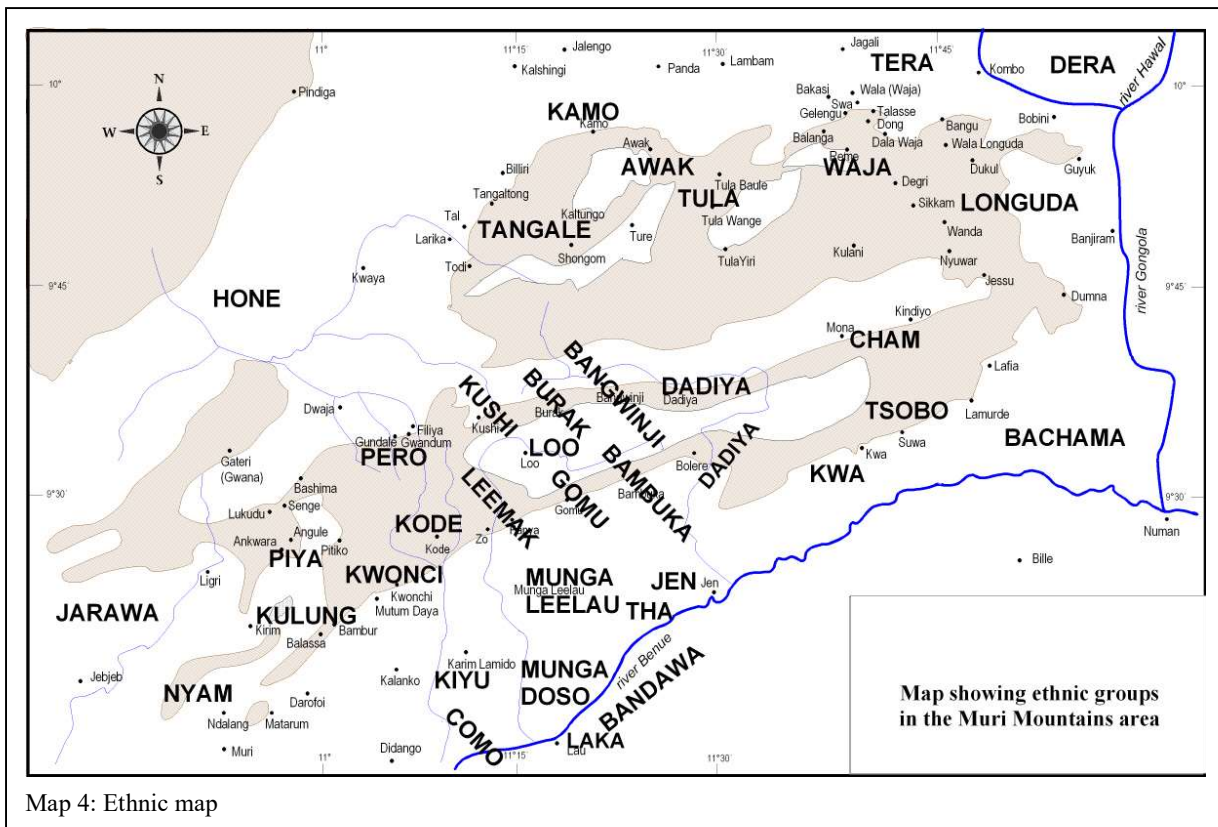 11°
11°15
11°30
11°45
Jalengo
Jagali
Kalshingi
Panda
Lambam
TERA
Kombo
DERA
river Hawal
10°
10°
N
W
E
S
Pindiga
KAMO
Kamo
Bakasi
Wala (Waja)
Swa
Gelengu
Talasse
Dong
Balanga
Dala Waja
Reme
Bangu
Bobini
Wala Longuda
Awak
AWAK
WAJA
Dukul
Guyuk
Billiri
Tula Baule
TULA
Degri
Tangaltong
Kaltungo
Tula Wange
Sikkam
LONGUDA
Tal
TANGALE
Ture
Wanda
Banjiram
Larika
Shongom
TulaYiri
Kulani
Nyuwar
river Gongola
Todi
Kwaya
Jessu
9°45
9°45
HONE
Dumna
Kindiyo
Mona
CHAM
Lafia
BANGWINJI
BURAK
KUSHI
DADIYA
Bangwinji
Dadiya
Burak
Dwaja
Kushi
TSOBO
Lamurde
BACHAMA
Filiya
Gundale
Gwandum
PERO
LOO
Loo
Suwa
Kwa
KWA
Gateri
(Gwana)
Bolere
DADIYA
BAMBUKA
Bambuka
LEEMAK
GOMU
Gomu
9°30
9°30
Bashima
Lukudu
Senge
KODE
Kode
Zo
Numan
Angule
Ankwara
Pitiko
PIYA
Bille
Ligri
KWONCI
Kwonchi
Mutum Daya
MUNGA
LEELAU
Munga Leelau
JEN
Jen
THA
JARAWA
KULUNG
Kirim
Bambur
Balassa
Karim Lamido
KIYU
Kalanko
MUNGA
DOSO
river Benue
BANDAWA
Jebjeb
NYAM
Darofoi
Ndalang
Matarum
Muri
Didango
COMO
LAKA
Lau
11°
11°15
11°30
Map showing ethnic groups
in the Muri Mountains area
Map 4: Ethnic map